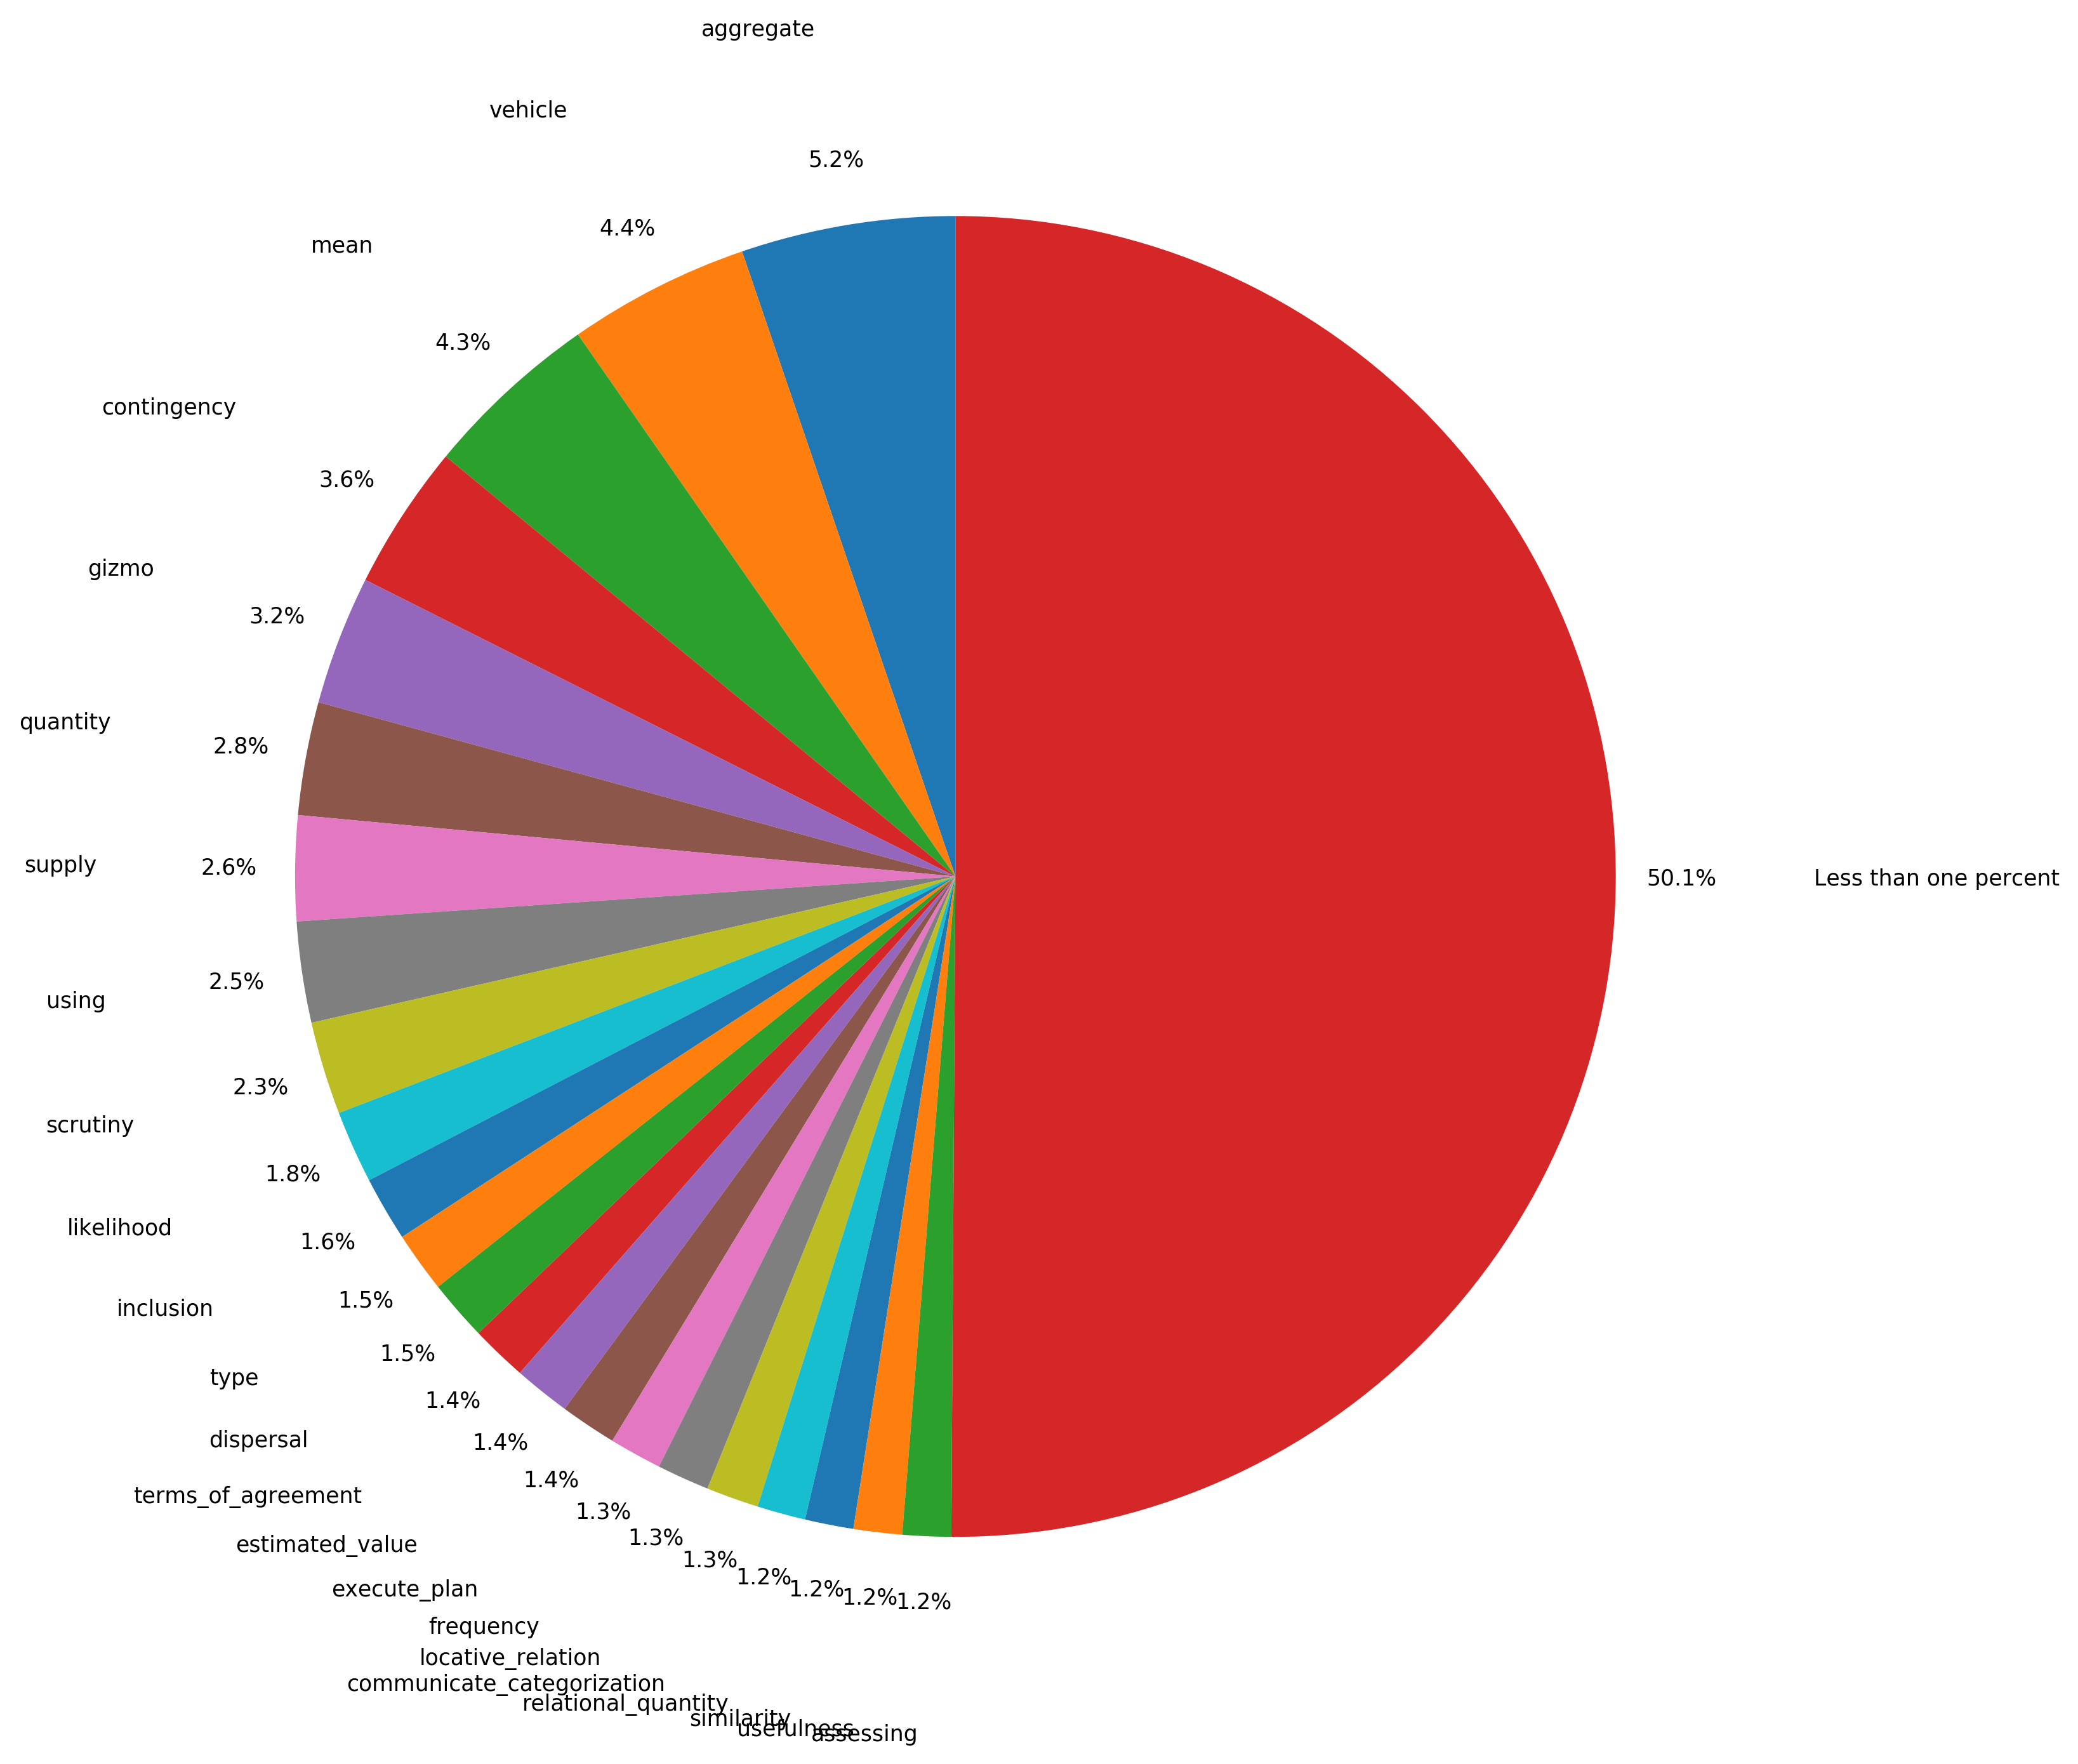 aggregate
5.2%
vehicle
4.4%
mean
4.3%
contingency
3.6%
gizmo
3.2%
quantity
2.8%
supply
2.6%
using
2.5%
scrutiny
2.3%
likelihood
1.8%
inclusion
1.6%
type
1.5%
dispersal
1.5%
terms_of_agreement
1.4%
estimated_value
1.4%
execute_plan
1.4%
frequency
1.3%
locative_relation
1.3%
communicate_categorization
1.3%
relational_quantity
1.2%
similarity
1.2%
usefulness
1.2%
assessing
1.2%
50.1%
Less than one percent